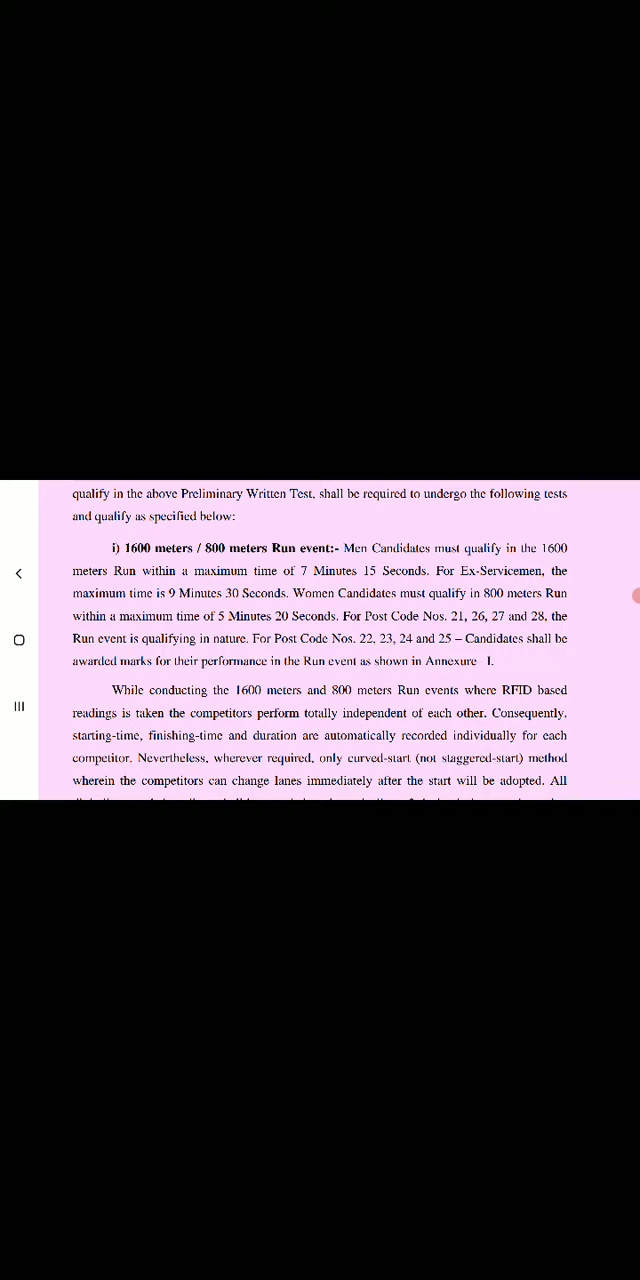 qualify in the above Preliminary Written Test, shall be required to undergo the following tests
and qualify as specified below:
i) 1600 meters / 800 meters Run event:- Men Candidates must qualify in the 1600
meters Run within a maximum time of 7 Minutes 15 Seconds. For Ex-Servicemen, the
maximum time is 9 Minutes 30 Seconds. Women Candidates must qualify in 800 meters Run
within a maximum time of 5 Minutes 20 Seconds. For Post Code Nos. 21, 26, 27 and 28, the
Run event is qualifying in nature. For Post Code Nos. 22, 23, 24 and 25 – Candidates shall be
awarded marks for their performance in the Run event as shown in Annexure – I.
While conducting the 1600 meters and 800 meters Run events where RFID based
readings is taken the competitors perform totally independent of each other. Consequently,
starting-time, finishing-time and duration are automatically recorded individually for each
competitor. Nevertheless, wherever required, only curved-start (not staggered-start) method
wherein the competitors can change lanes immediately after the start will be adopted. All